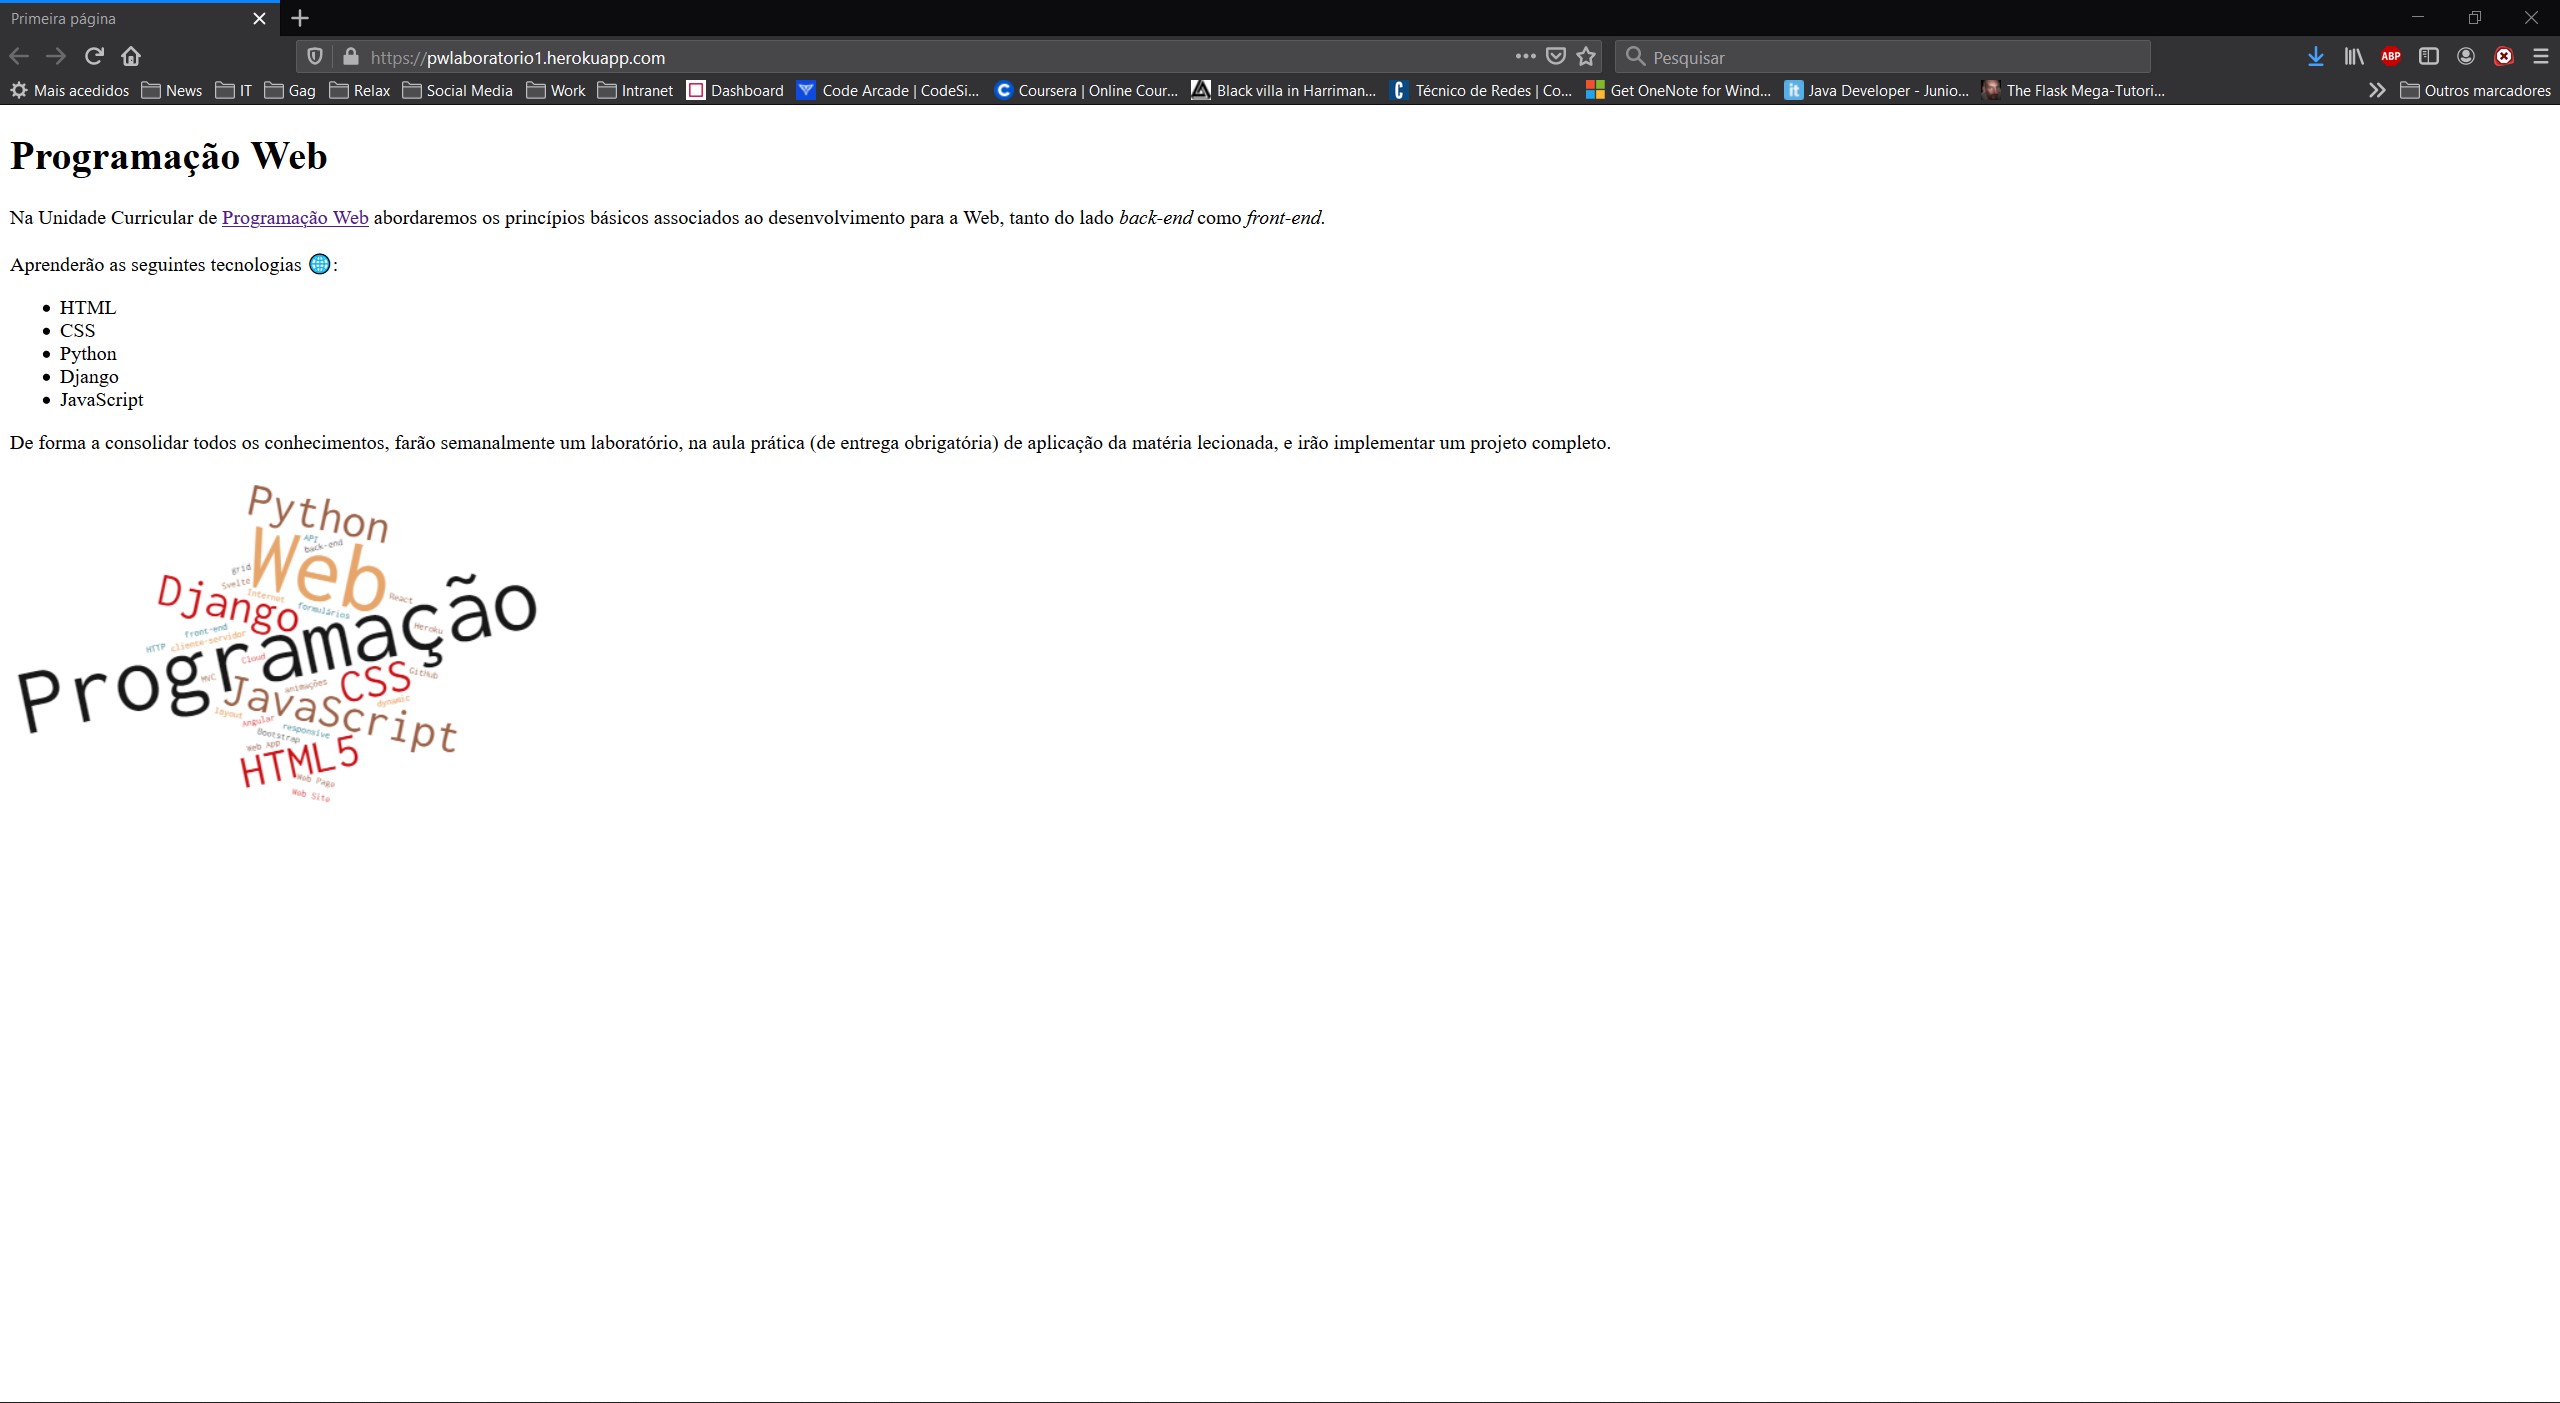 Primeira página
https://pwlaboratorio1.herokuapp.com
Pesquisar
ABP
Mais acedidos News IT Gag Relax Social Media Work Intranet Dashboard Code Arcade | CodeSi... Coursera | Online Cour... Black villa in Harriman... Técnico de Redes | Co... Get OneNote for Wind... it Java Developer - Junio... The Flask Mega-Tutori... Outros marcadores
Programação Web
Na Unidade Curricular de Programação Web abordaremos os princípios básicos associados ao desenvolvimento para a Web, tanto do lado back-end como front-end.
Aprenderão as seguintes tecnologias 🌐:
HTML
CSS
Python
Django
JavaScript
De forma a consolidar todos os conhecimentos, farão semanalmente um laboratório, na aula prática (de entrega obrigatória) de aplicação da matéria lecionada, e irão implementar um projeto completo.
Python
API
back-end
Web
grid
Svelte
Django
Internet
React
formulários
Programação
front-end
HTTP
cliente-servidor
Heroku
Cloud
CSS
GitHub
MVC
animações
JavaScript
dynamic
layout
Angular
responsive
Bootstrap
Web App
HTML5
Web Page
Web Site